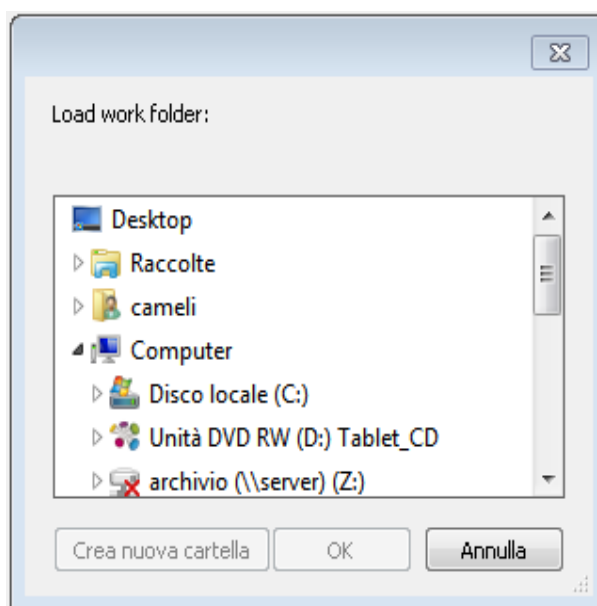 Load work folder:
Desktop
Raccolte
cameli
Computer
Disco locale (C:)
Unità DVD RW (D:) Tablet_CD
archivio (\\server) (Z:)
Crea nuova cartella OK Annulla